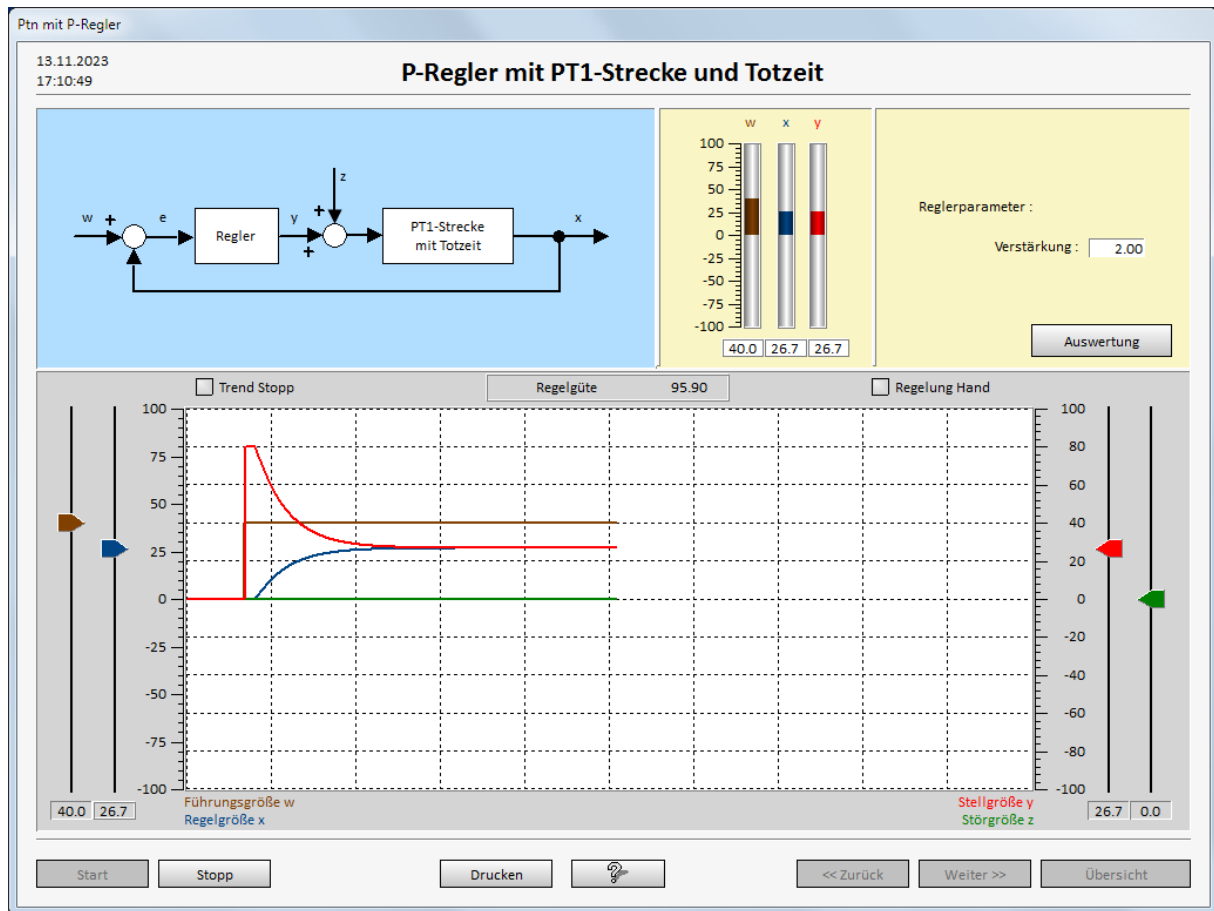 Ptn mit P-Regler
13.11.2023
17:10:49
P-Regler mit PT1-Strecke und Totzeit
w + e Regler y + + z PT1-Strecke
mit Totzeit
x
w x y
100
75
50
25
0
-25
-50
-75
-100
40.0 26.7 26.7
Reglerparameter :
Verstärkung : 2.00
Auswertung
Trend Stopp
Regelgüte 95.90
Regelung Hand
100
75
50
25
0
-25
-50
-75
-100
100
80
60
40
20
0
-20
-40
-60
-80
-100
40.0 26.7
Führungsgröße w
Regelgröße x
Stellgröße y
Störgröße z
26.7 0.0
Start
Stopp
Drucken
?
<< Zurück
Weiter >>
Übersicht